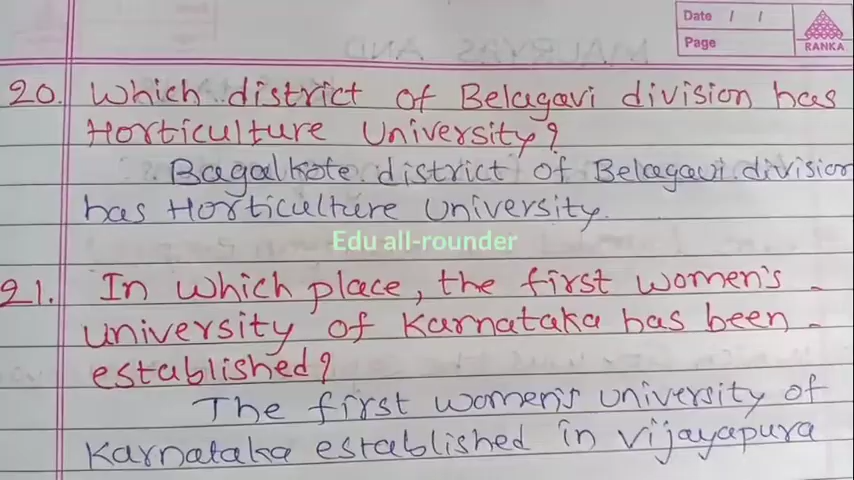 Date / /
Page
RANKA
20. Which district of Belagavi division has
Horticulture University?
Bagalkote district of Belagavi division
has Horticulture University.
Edu all-rounder
21. In which place, the first women's
university of Karnataka has been
established?
The first women's university of
Karnataka established in vijayapura